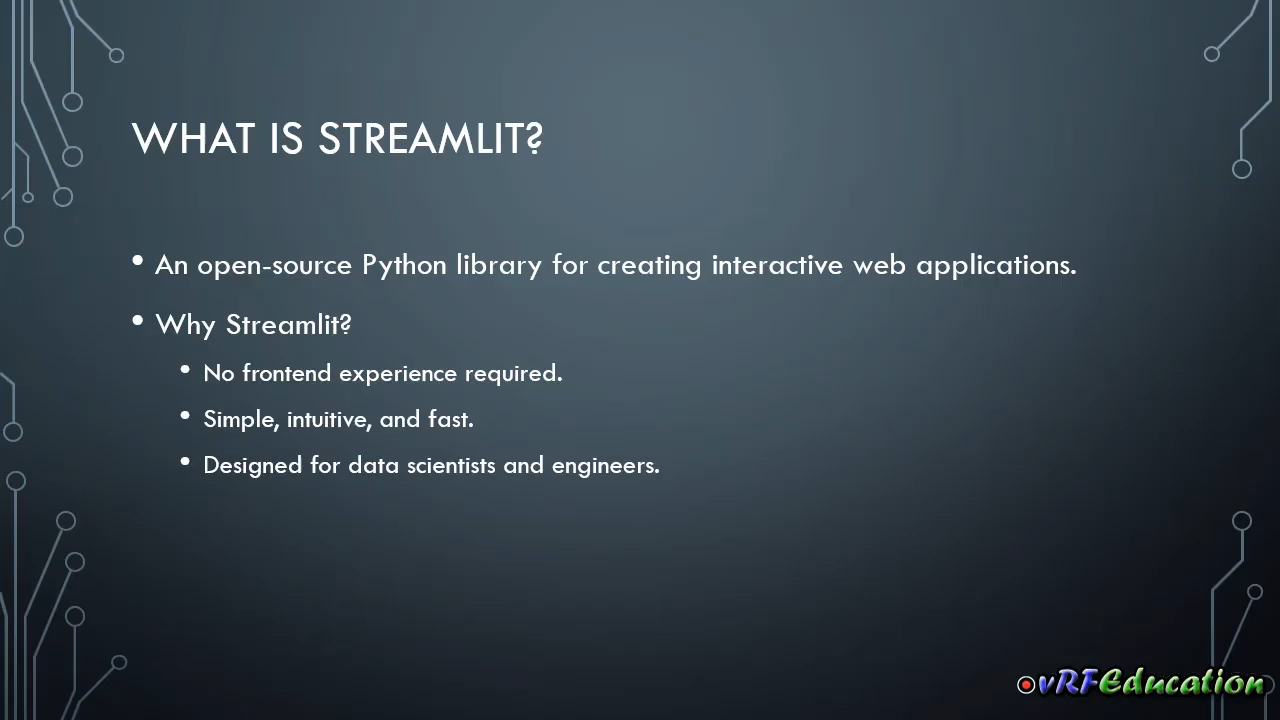 WHAT IS STREAMLIT?
• An open-source Python library for creating interactive web applications.
• Why Streamlit?
• No frontend experience required.
• Simple, intuitive, and fast.
• Designed for data scientists and engineers.
vRFEducation